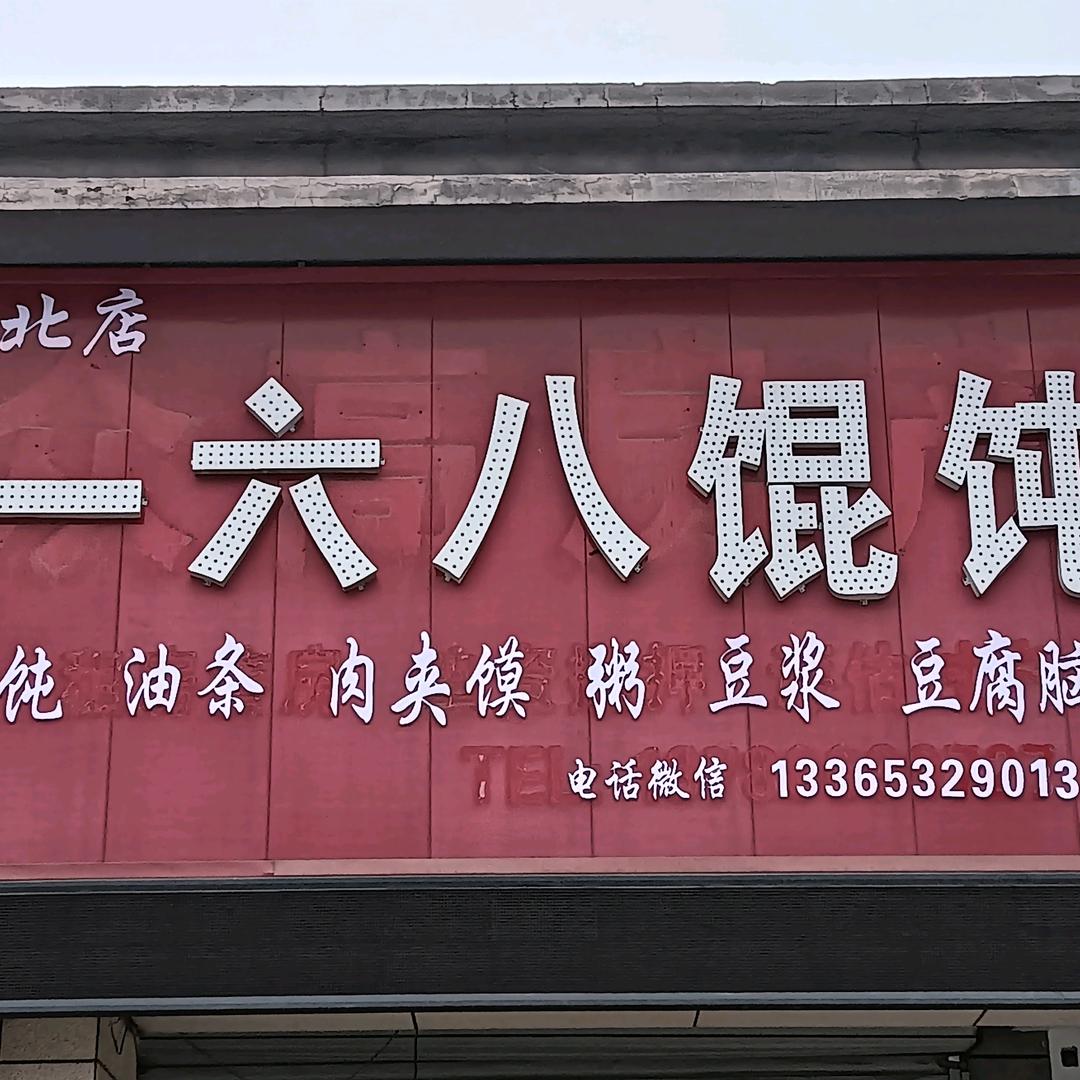 北店
一六八馄饨
饨 油条 肉夹馍 粥 豆浆 豆腐脑
电话微信 13365329013